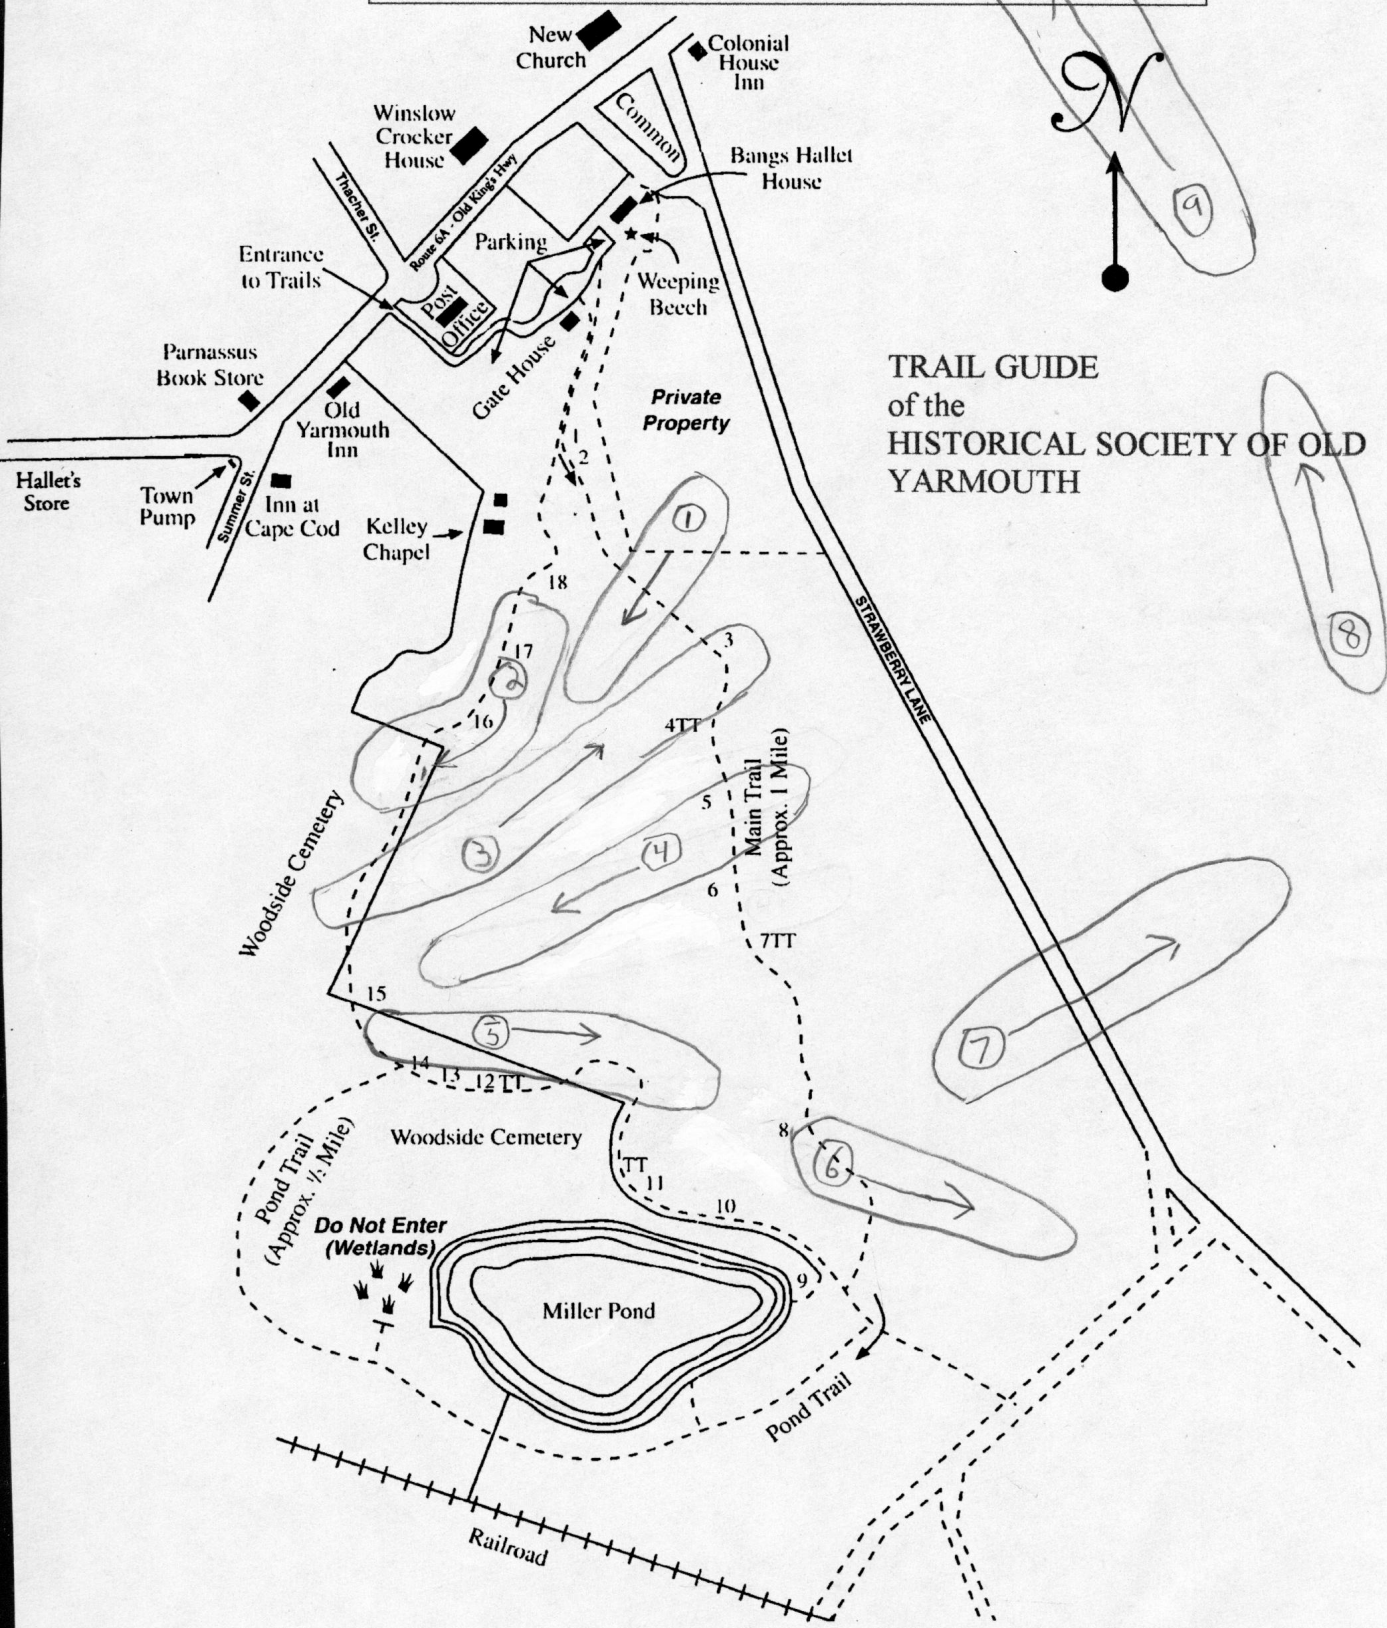 New
Church
Colonial
House
Inn
N
9
Winslow
Crocker
House
Common
Bangs Hallet
House
Thacher St.
Route 6A - Old King's Hwy
Parking
Entrance
to Trails
Post
Office
Weeping
Beech
Gate House
Parnassus
Book Store
Old
Yarmouth
Inn
Private
Property
TRAIL GUIDE
of the
HISTORICAL SOCIETY OF OLD
YARMOUTH
1
2
Hallet's
Store
Town
Pump
Summer St.
Inn at
Cape Cod
Kelley
Chapel
1
18
STRAWBERRY LANE
8
3
17
2
16
4TT
Main Trail
(Approx. 1 Mile)
5
3
4
6
Woodside Cemetery
7TT
15
5
7
14
13
12TT
8
6
Woodside Cemetery
Pond Trail
(Approx. ½ Mile)
TT
11
10
Do Not Enter
(Wetlands)
9
Miller Pond
Pond Trail
Railroad